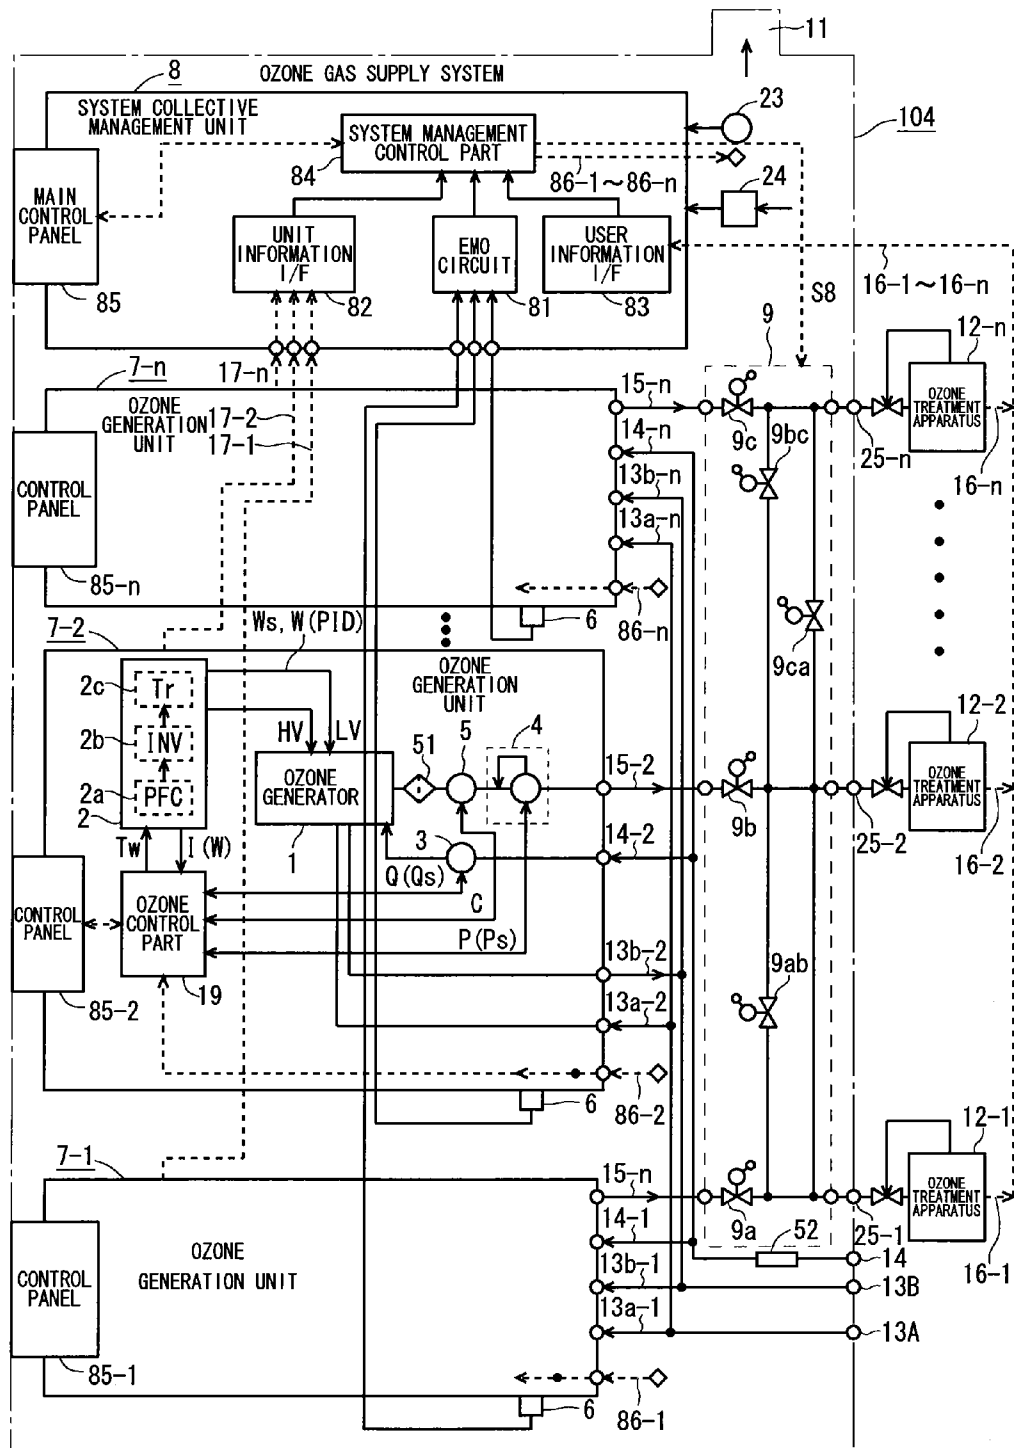 11
8
OZONE GAS SUPPLY SYSTEM
SYSTEM COLLECTIVE
MANAGEMENT UNIT
23
104
SYSTEM MANAGEMENT
CONTROL PART
84
86-1～86-n
24
MAIN
CONTROL
PANEL
85
UNIT
INFORMATION
I/F
82
EMO
CIRCUIT
81
USER
INFORMATION
I/F
83
16-1～16-n
S8
9
12-n
7-n
17-n
OZONE
GENERATION
UNIT
17-2
17-1
15-n
14-n
13b-n
13a-n
9c
9bc
OZONE
TREATMENT
APPARATUS
25-n
16-n
CONTROL
PANEL
85-n
6
86-n
9ca
7-2
Ws, W(PID)
OZONE
GENERATION
UNIT
2c
Tr
2b
INV
2a
PFC
2
HV
LV
51
5
4
OZONE
GENERATOR
1
15-2
9b
12-2
OZONE
TREATMENT
APPARATUS
25-2
16-2
Tw
I(W)
3
14-2
Q(Qs)
C
P(Ps)
CONTROL
PANEL
OZONE
CONTROL
PART
85-2
19
13b-2
13a-2
9ab
6
86-2
7-1
15-n
14-1
13b-1
13a-1
9a
52
12-1
OZONE
TREATMENT
APPARATUS
25-1
16-1
14
13B
13A
CONTROL
PANEL
OZONE
GENERATION UNIT
85-1
6
86-1